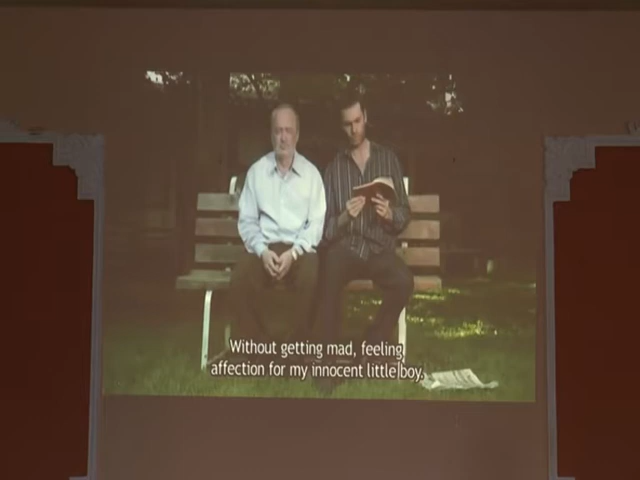 Without getting mad, feeling
affection for my innocent little boy.